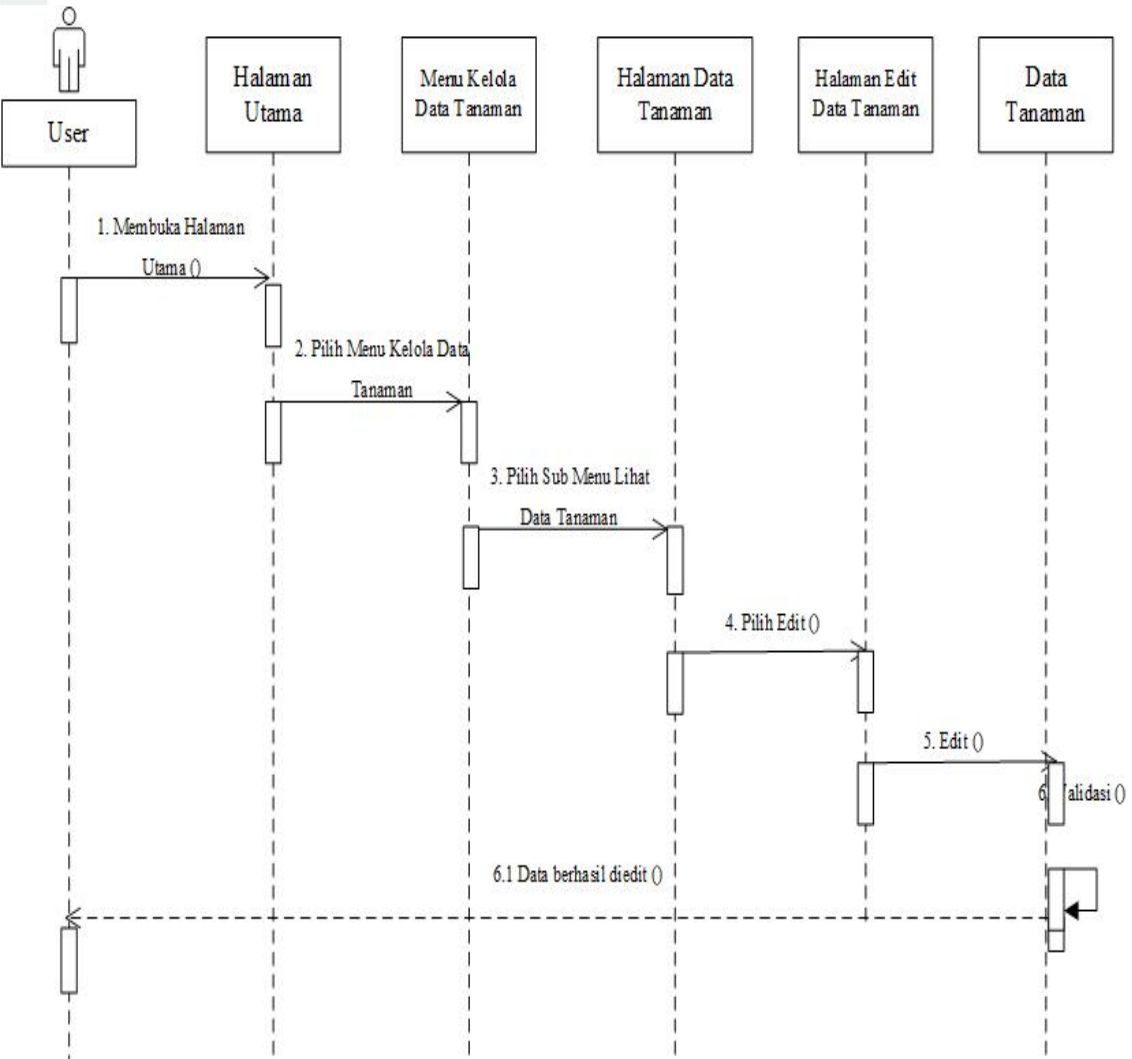 User
Halaman
Utama
Menu Kelola
Data Tanaman
Halaman Data
Tanaman
Halaman Edit
Data Tanaman
Data
Tanaman
1. Membuka Halaman
Utama ()
2. Pilih Menu Kelola Data
Tanaman
3. Pilih Sub Menu Lihat
Data Tanaman
4. Pilih Edit ()
5. Edit ()
6. Validasi ()
6.1 Data berhasil diedit ()